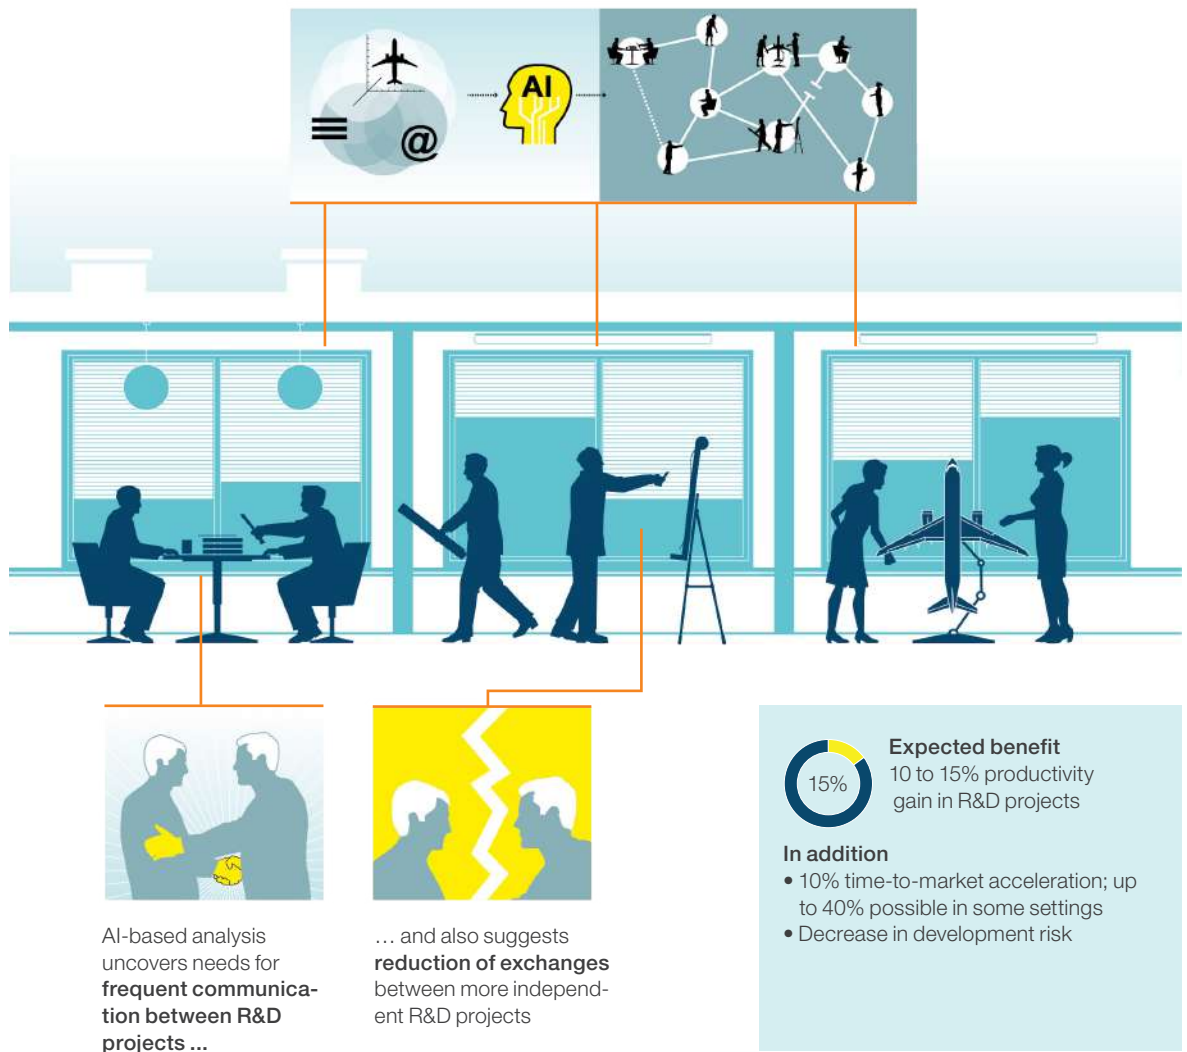 AI
@
15%
Expected benefit
10 to 15% productivity
gain in R&D projects
In addition
• 10% time-to-market acceleration; up
to 40% possible in some settings
• Decrease in development risk
AI-based analysis
uncovers needs for
frequent communica-
tion between R&D
projects ...
… and also suggests
reduction of exchanges
between more independ-
ent R&D projects